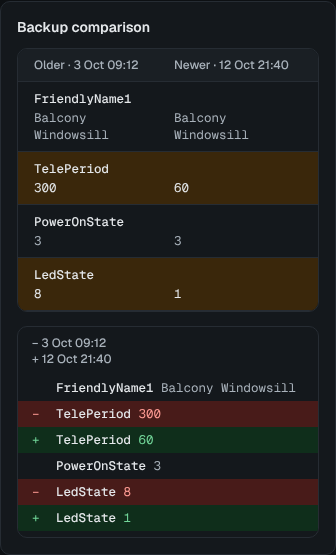 Backup comparison
Older · 3 Oct 09:12 Newer · 12 Oct 21:40
FriendlyName1
Balcony Balcony
Windowsill Windowsill
TelePeriod
300 60
PowerOnState
3 3
LedState
8 1
− 3 Oct 09:12
+ 12 Oct 21:40
FriendlyName1 Balcony Windowsill
− TelePeriod 300
+ TelePeriod 60
PowerOnState 3
− LedState 8
+ LedState 1